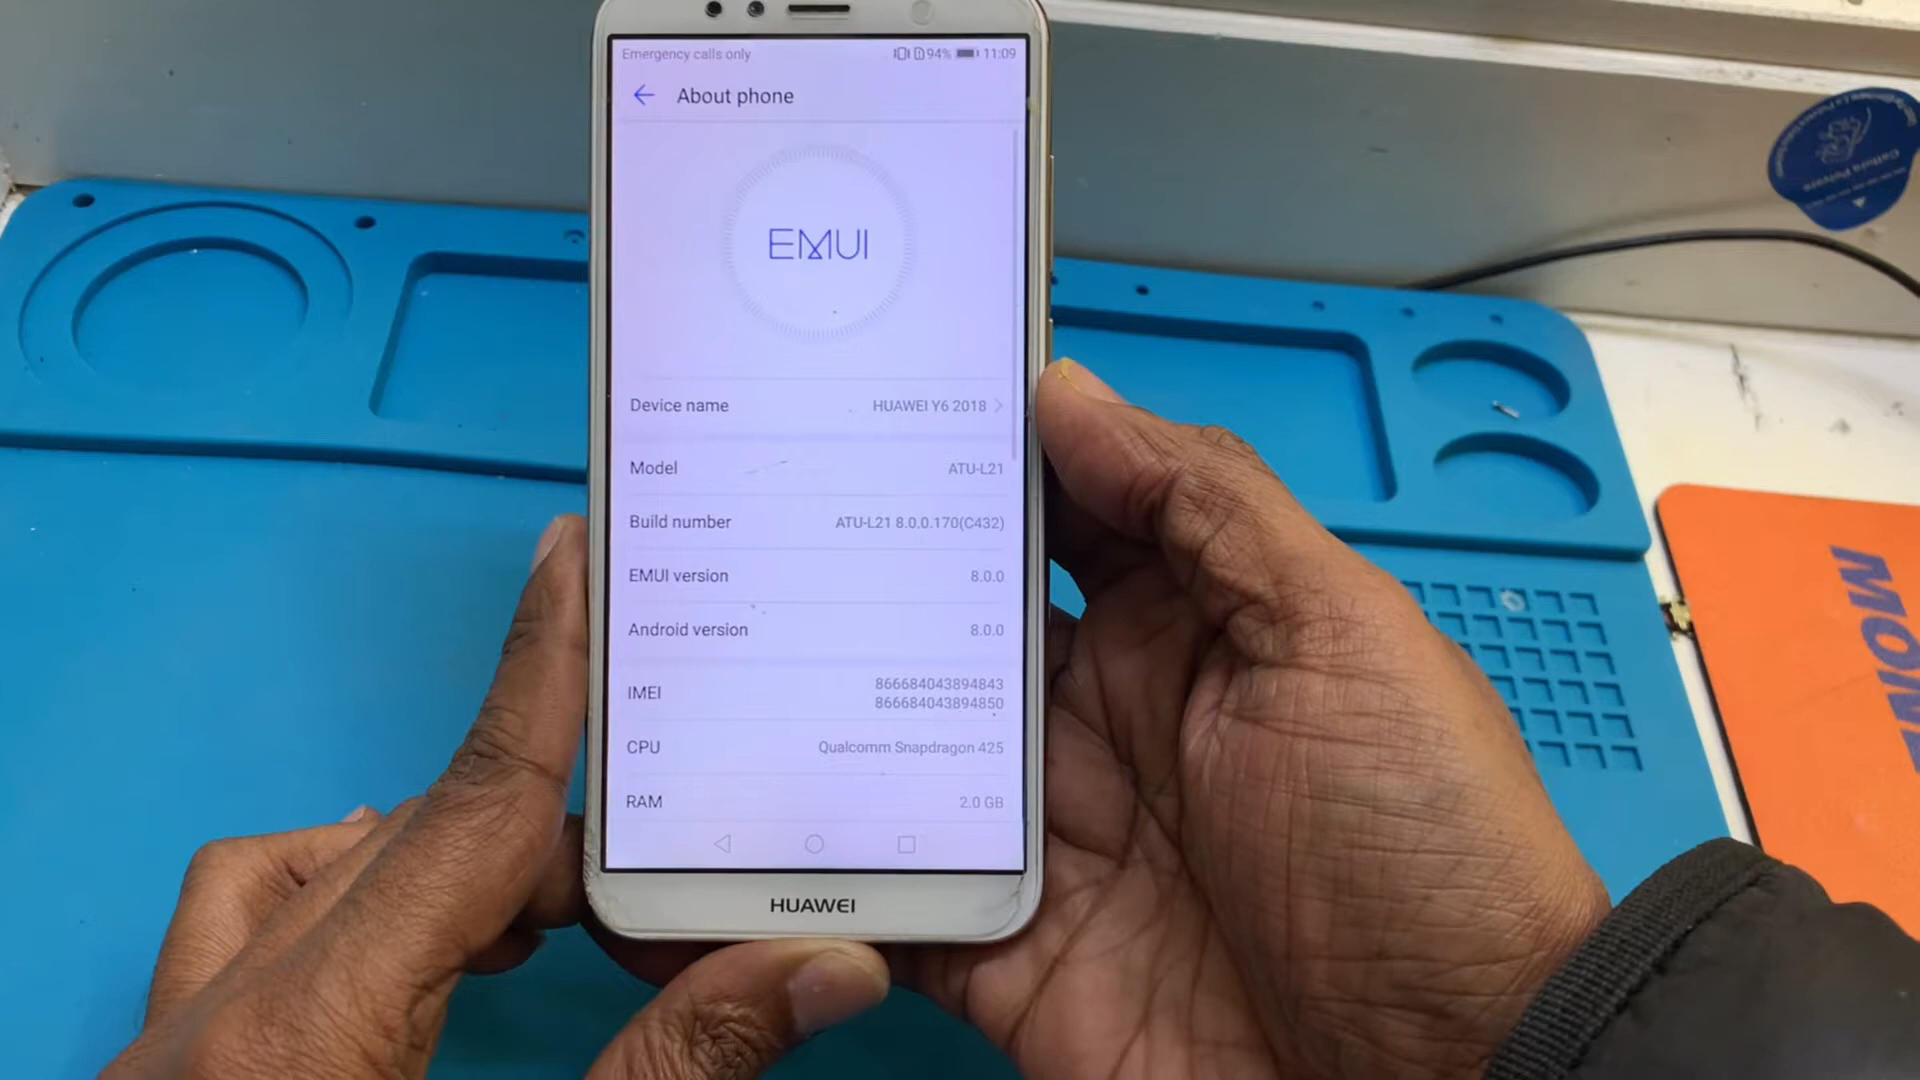 Emergency calls only 94% 11:09
About phone
EMUI
Device name HUAWEI Y6 2018
Model ATU-L21
Build number ATU-L21 8.0.0.170(C432)
EMUI version 8.0.0
Android version 8.0.0
IMEI 866684043894843
866684043894850
CPU Qualcomm Snapdragon 425
RAM 2.0 GB
HUAWEI